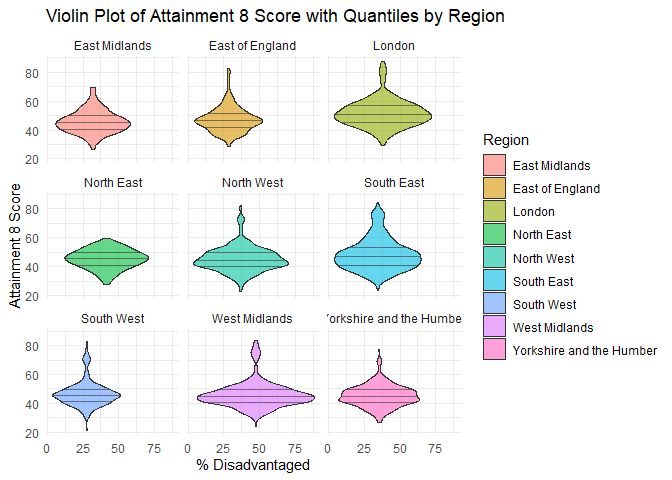 Violin Plot of Attainment 8 Score with Quantiles by Region
East Midlands East of England London
80
60
40
20
North East North West South East
80
60
40
20
South West West Midlands Yorkshire and the Humbe
80
60
40
20
0 25 50 75 0 25 50 75 0 25 50 75
% Disadvantaged
Attainment 8 Score
Region
East Midlands
East of England
London
North East
North West
South East
South West
West Midlands
Yorkshire and the Humber